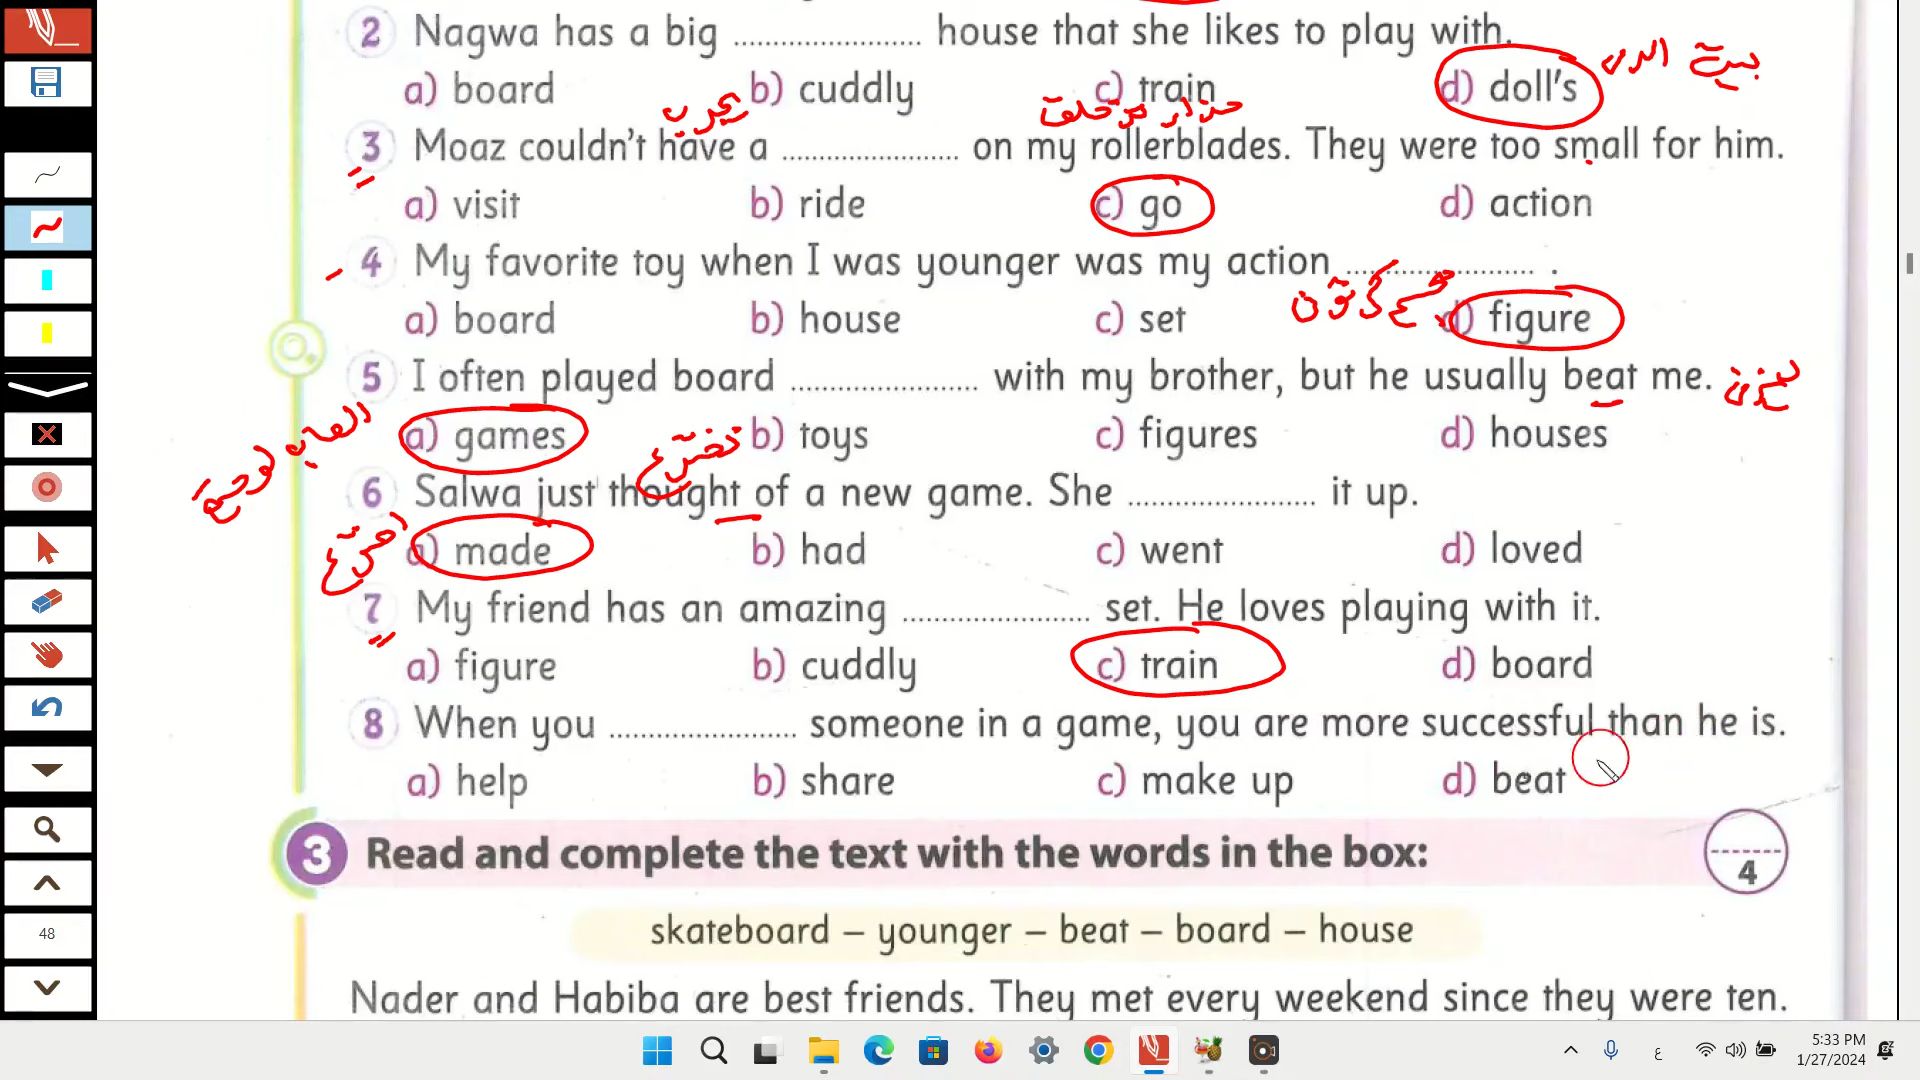 2 Nagwa has a big ........................ house that she likes to play with.
a) board b) cuddly c) train d) doll's
بيت الدمى
يجرب
3 Moaz couldn't have a ........................ on my rollerblades. They were too small for him.
a) visit b) ride c) go d) action
4 My favorite toy when I was younger was my action ........................ .
a) board b) house c) set d) figure
5 I often played board ........................ with my brother, but he usually beat me.
a) games b) toys c) figures d) houses
6 Salwa just thought of a new game. She ........................ it up.
a) made b) had c) went d) loved
7 My friend has an amazing ........................ set. He loves playing with it.
a) figure b) cuddly c) train d) board
8 When you ........................ someone in a game, you are more successful than he is.
a) help b) share c) make up d) beat
3 Read and complete the text with the words in the box:
4
skateboard – younger – beat – board – house
Nader and Habiba are best friends. They met every weekend since they were ten.
48
ع
5:33 PM
1/27/2024